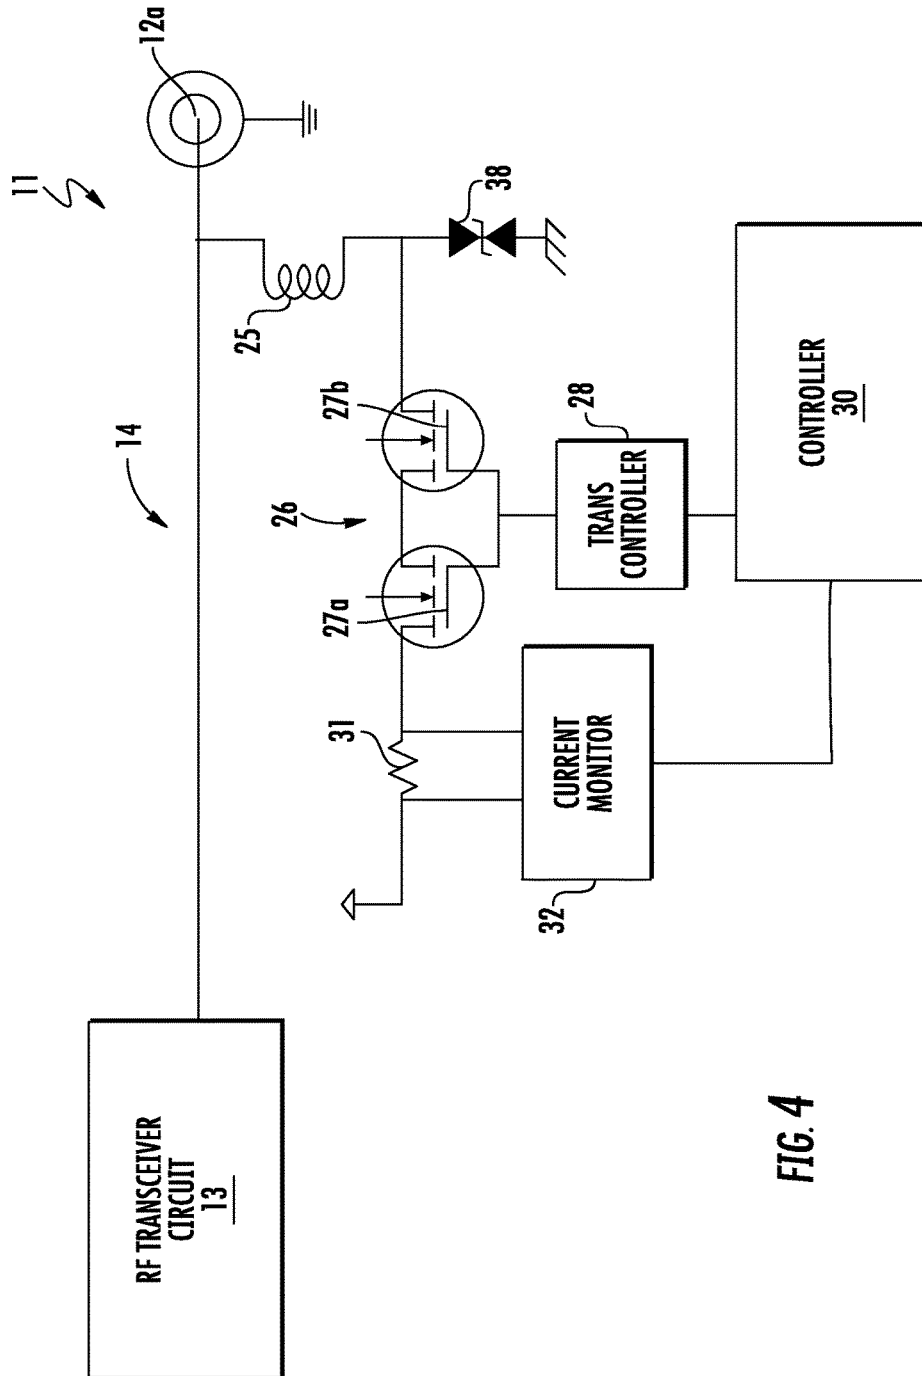 11
12a
14
25
38
26
27a
27b
31
28
TRANS
CONTROLLER
CONTROLLER
30
CURRENT
MONITOR
32
RF TRANSCEIVER
CIRCUIT
13
FIG. 4